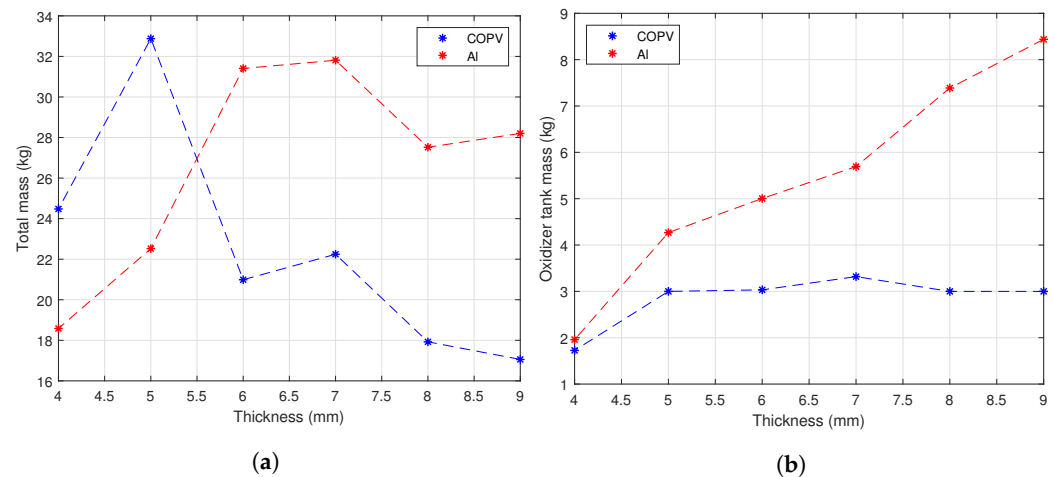 34
32
30
28
26
24
22
20
18
16
Total mass (kg)
COPV
Al
4 4.5 5 5.5 6 6.5 7 7.5 8 8.5 9
Thickness (mm)
(a)
9
8
7
6
5
4
3
2
1
Oxidizer tank mass (kg)
COPV
Al
4 4.5 5 5.5 6 6.5 7 7.5 8 8.5 9
Thickness (mm)
(b)